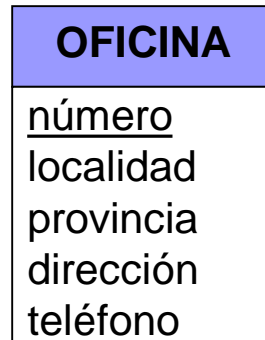 OFICINA
número
localidad
provincia
dirección
teléfono